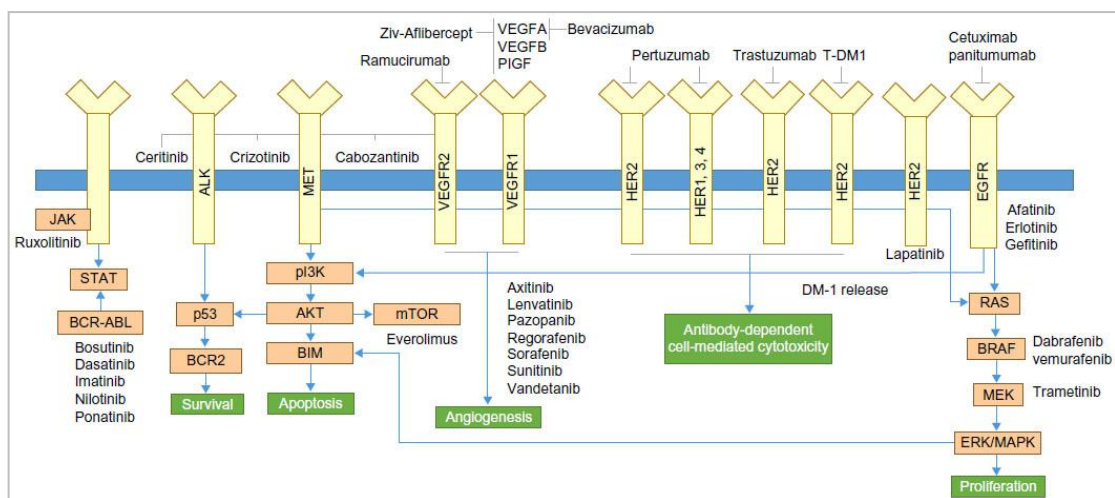 Ziv-Aflibercept
VEGFA
VEGFB
PlGF
Bevacizumab
Ramucirumab
Pertuzumab
Trastuzumab
T-DM1
Cetuximab
panitumumab
Ceritinib
Crizotinib
Cabozantinib
ALK
MET
VEGFR2
VEGFR1
HER2
HER1, 3, 4
HER2
HER2
HER2
EGFR
JAK
Ruxolitinib
Afatinib
Erlotinib
Gefitinib
Lapatinib
STAT
BCR-ABL
Bosutinib
Dasatinib
Imatinib
Nilotinib
Ponatinib
p53
BCR2
Survival
pI3K
AKT
mTOR
Everolimus
BIM
Apoptosis
Axitinib
Lenvatinib
Pazopanib
Regorafenib
Sorafenib
Sunitinib
Vandetanib
Angiogenesis
DM-1 release
Antibody-dependent
cell-mediated cytotoxicity
RAS
BRAF
Dabrafenib
vemurafenib
MEK
Trametinib
ERK/MAPK
Proliferation